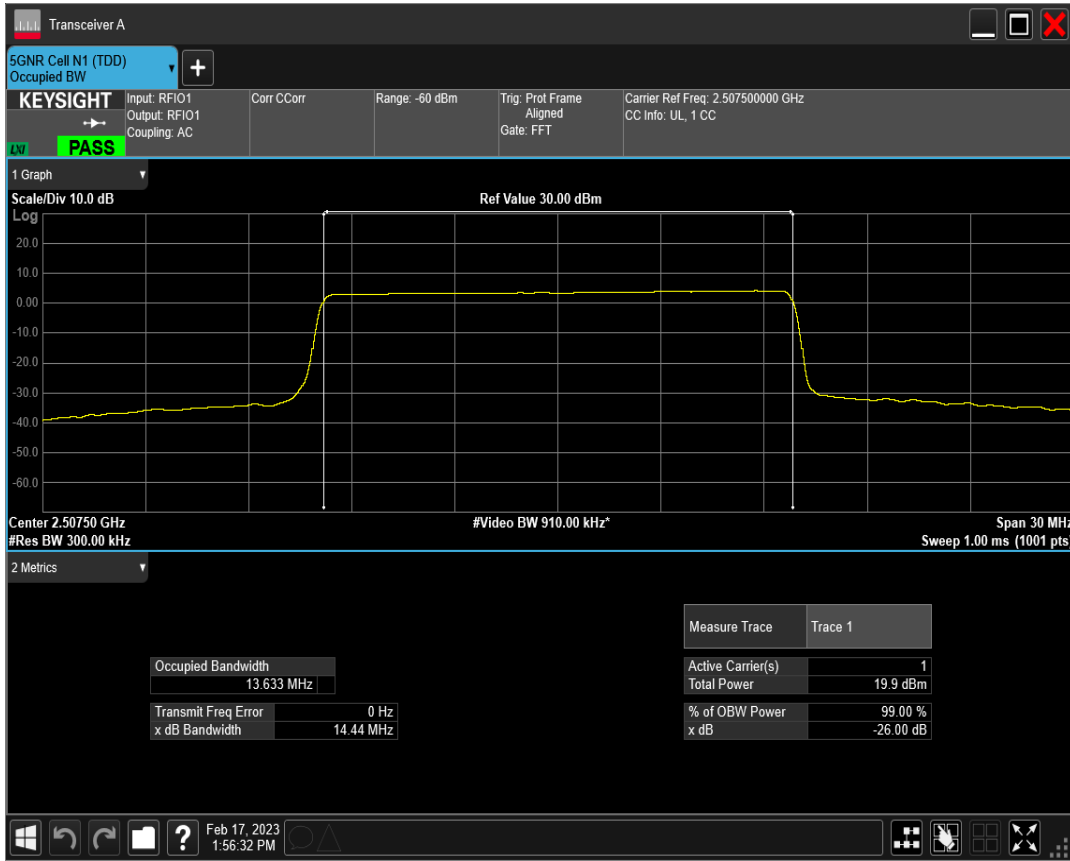 Transceiver A
5GNR Cell N1 (TDD)
Occupied BW
+
KEYSIGHT
LXI
PASS
Input: RFIO1
Output: RFIO1
Coupling: AC
Corr CCorr
Range: -60 dBm
Trig: Prot Frame
Aligned
Gate: FFT
Carrier Ref Freq: 2.507500000 GHz
CC Info: UL, 1 CC
1 Graph
Scale/Div 10.0 dB
Ref Value 30.00 dBm
Log
20.0
10.0
0.00
-10.0
-20.0
-30.0
-40.0
-50.0
-60.0
Center 2.50750 GHz
#Video BW 910.00 kHz*
Span 30 MHz
#Res BW 300.00 kHz
Sweep 1.00 ms (1001 pts)
2 Metrics
Measure Trace Trace 1
Occupied Bandwidth
13.633 MHz
Active Carrier(s) 1
Total Power 19.9 dBm
Transmit Freq Error 0 Hz
x dB Bandwidth 14.44 MHz
% of OBW Power 99.00 %
x dB -26.00 dB
?
Feb 17, 2023
1:56:32 PM